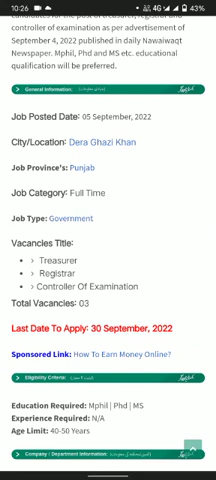 10:26
4G
43%
candidates for the post of treasurer, registrar and
controller of examination as per advertisement of
September 4, 2022 published in daily Nawaiwaqt
Newspaper. Mphil, Phd and MS etc. educational
qualification will be preferred.
General Information:
Job Posted Date: 05 September, 2022
City/Location: Dera Ghazi Khan
Job Province's: Punjab
Job Category: Full Time
Job Type: Government
Vacancies Title:
• > Treasurer
• > Registrar
• > Controller Of Examination
Total Vacancies: 03
Last Date To Apply: 30 September, 2022
Sponsored Link: How To Earn Money Online?
Eligibility Criteria:
Education Required: Mphil | Phd | MS
Experience Required: N/A
Age Limit: 40-50 Years
Company / Department Information: